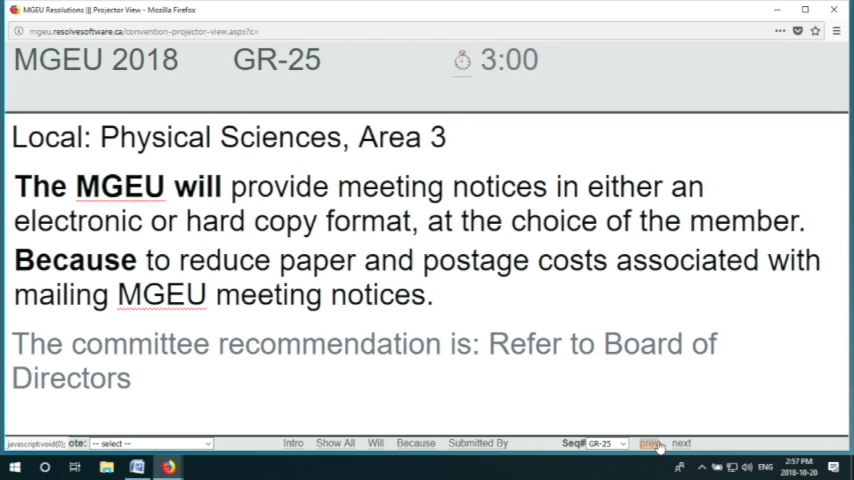 MGEU Resolutions ||| Projector View - Mozilla Firefox
mgeu.resolvesoftware.ca/convention-projector-view.aspx?c=
MGEU 2018 GR-25 3:00
Local: Physical Sciences, Area 3
The MGEU will provide meeting notices in either an
electronic or hard copy format, at the choice of the member.
Because to reduce paper and postage costs associated with
mailing MGEU meeting notices.
The committee recommendation is: Refer to Board of
Directors
javascript:void(0); ote: -- select -- Intro Show All Will Because Submitted By Seq# GR-25 prev next
ENG 2:57 PM
2018-10-20